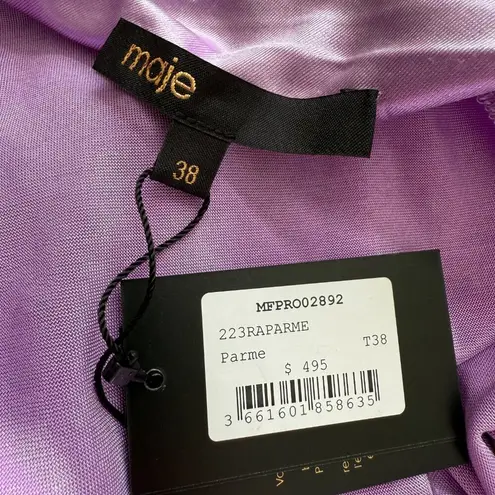 maje
38
MFPRO02892
223RAPARME
Parme T38
$ 495
3 661601 858635